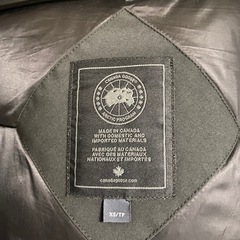 CANADA GOOSE
ARCTIC PROGRAM
MADE IN CANADA
WITH DOMESTIC AND
IMPORTED MATERIALS
FABRIQUÉ AU CANADA
AVEC DES MATÉRIAUX
NATIONAUX ET IMPORTÉS
canadagoose.com
XS/TP